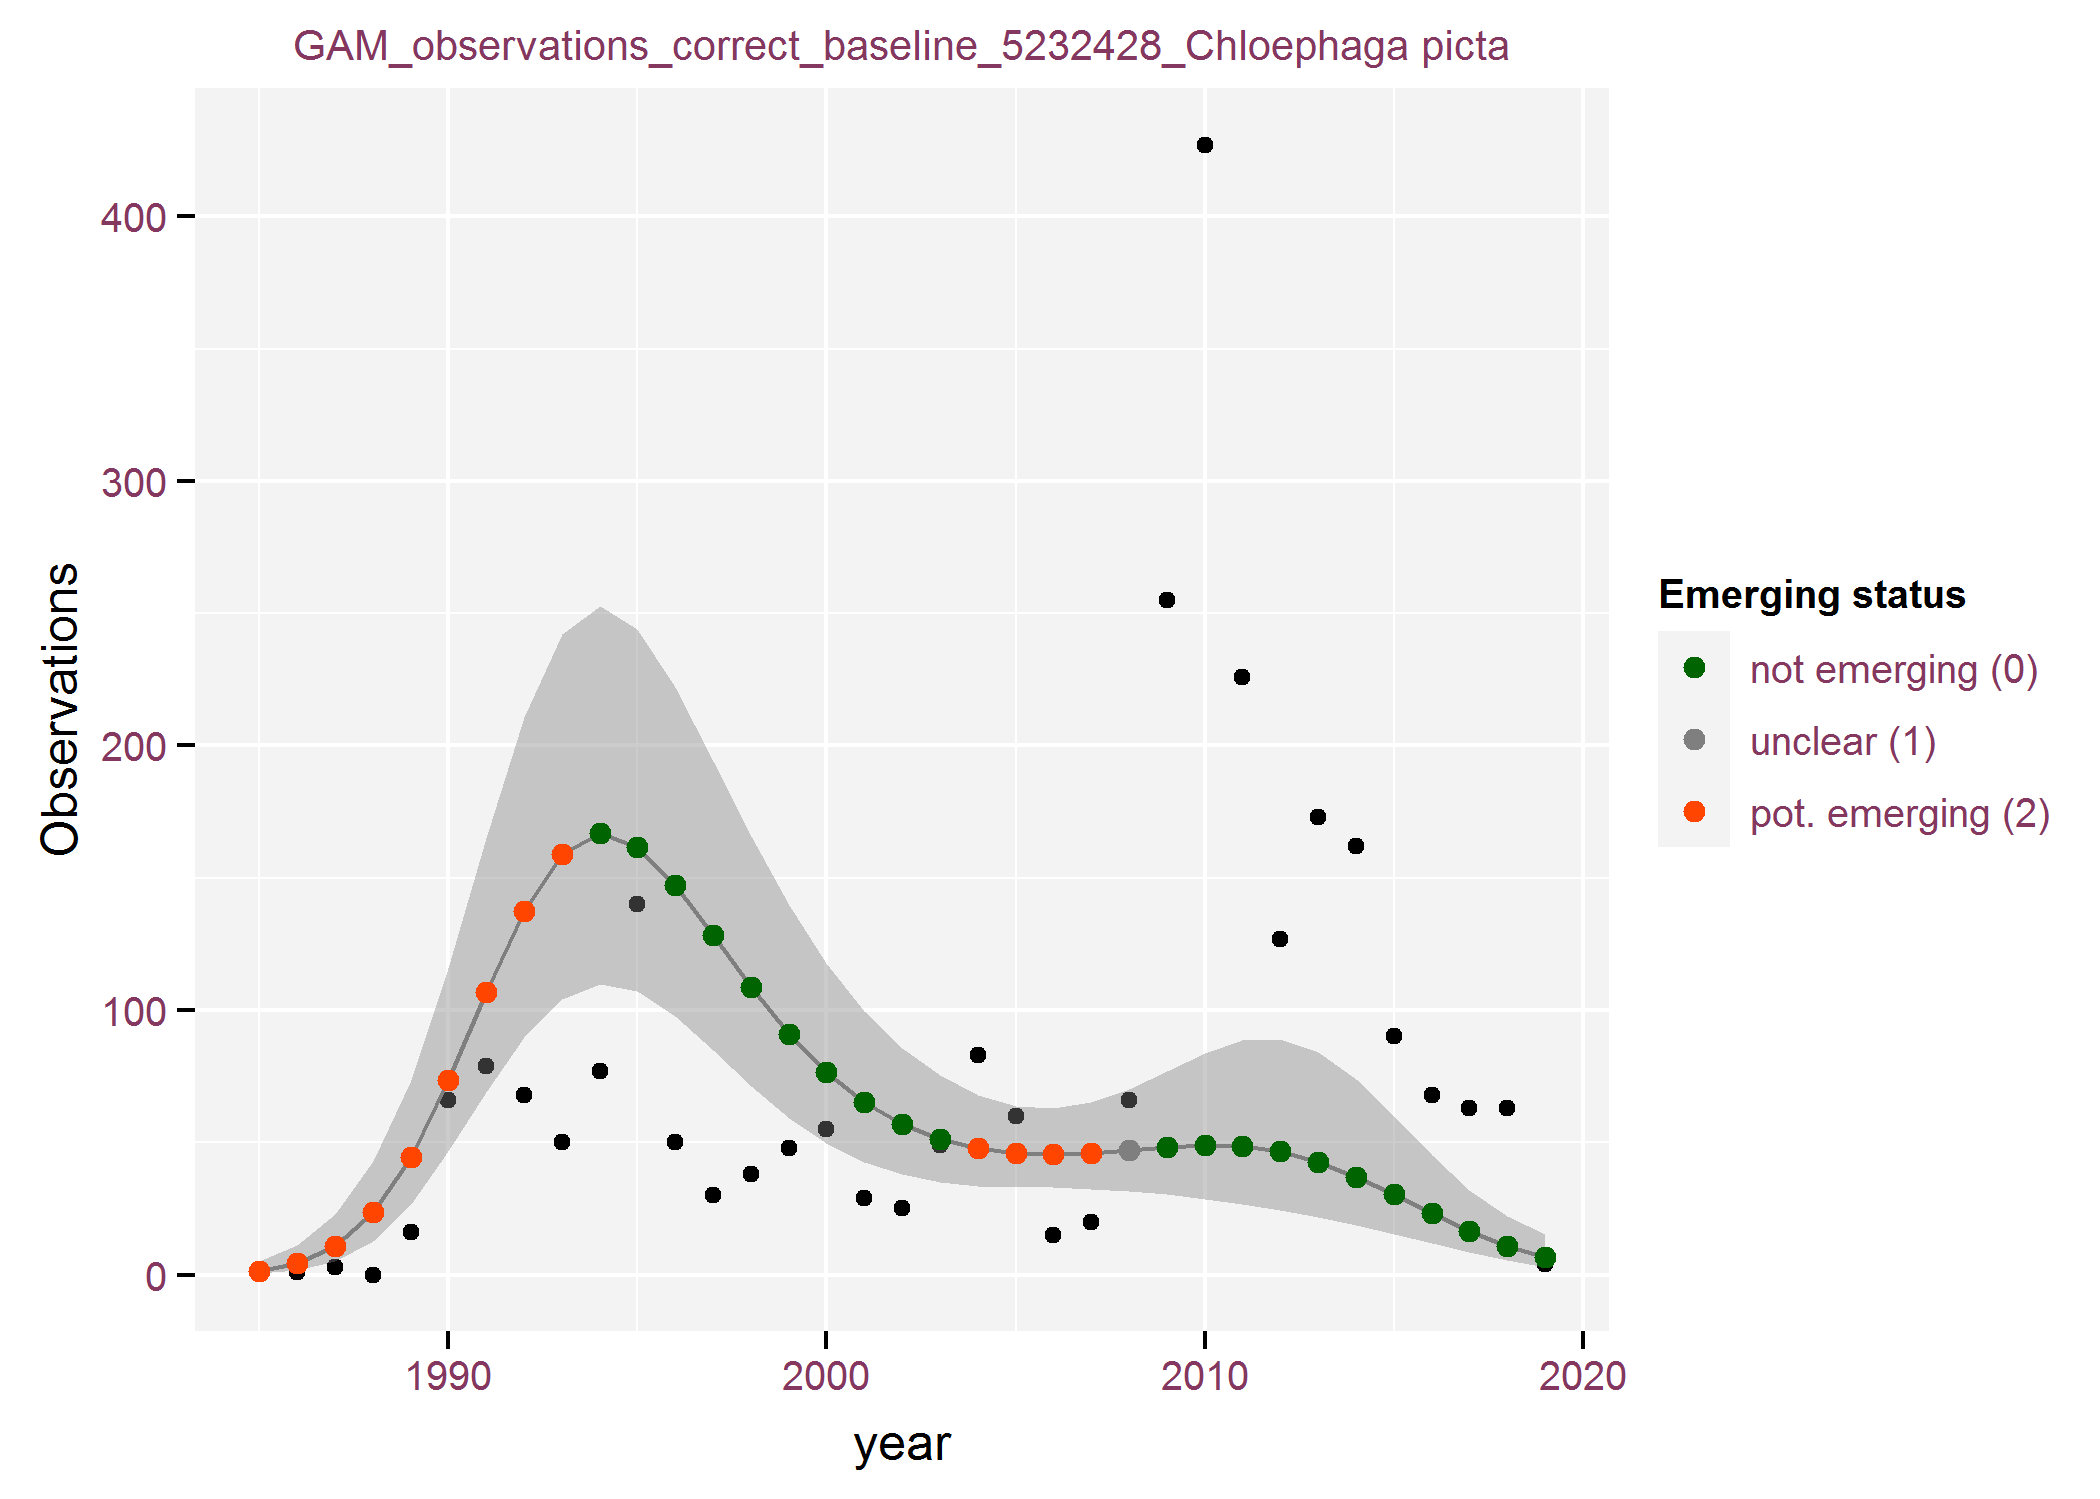 GAM_observations_correct_baseline_5232428_Chloephaga picta
400
300
200
100
0
Observations
1990
2000
2010
2020
year
Emerging status
not emerging (0)
unclear (1)
pot. emerging (2)